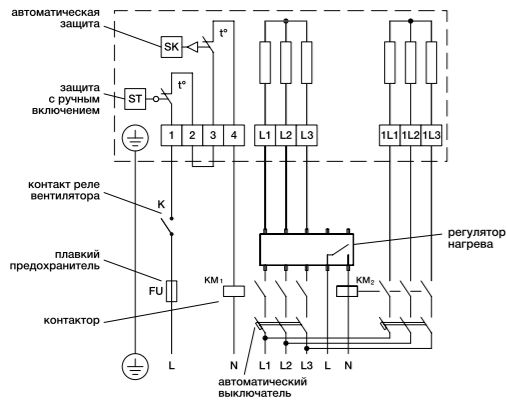 автоматическая
защита
SK
t°
защита
с ручным
включением
ST
t°
1 2 3 4 L1 L2 L3 1L1 1L2 1L3
контакт реле
вентилятора
K
регулятор
нагрева
плавкий
предохранитель
FU
KM1
KM2
контактор
L N L1 L2 L3 L N
автоматический
выключатель